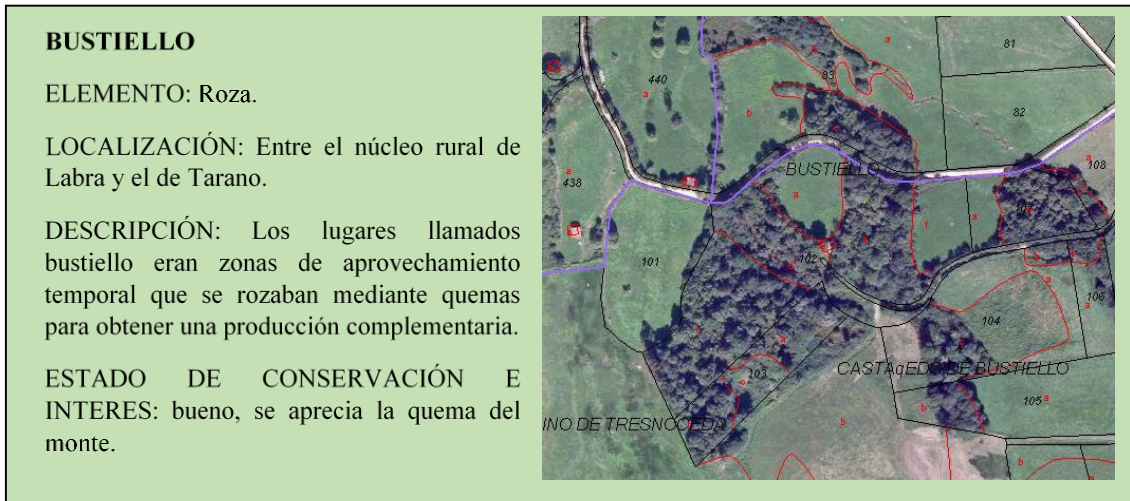 BUSTIELLO
ELEMENTO: Roza.
LOCALIZACIÓN: Entre el núcleo rural de
Labra y el de Tarano.
DESCRIPCIÓN: Los lugares llamados
bustiello eran zonas de aprovechamiento
temporal que se rozaban mediante quemas
para obtener una producción complementaria.
ESTADO DE CONSERVACIÓN E
INTERES: bueno, se aprecia la quema del
monte.
81
440
83
82
a
a
b
BUSTIELLO
108
438
a
a
101
102
106
104
103
CASTAqEDO DE BUSTIELLO
105
a
INO DE TRESNOCEDA
b
b
b